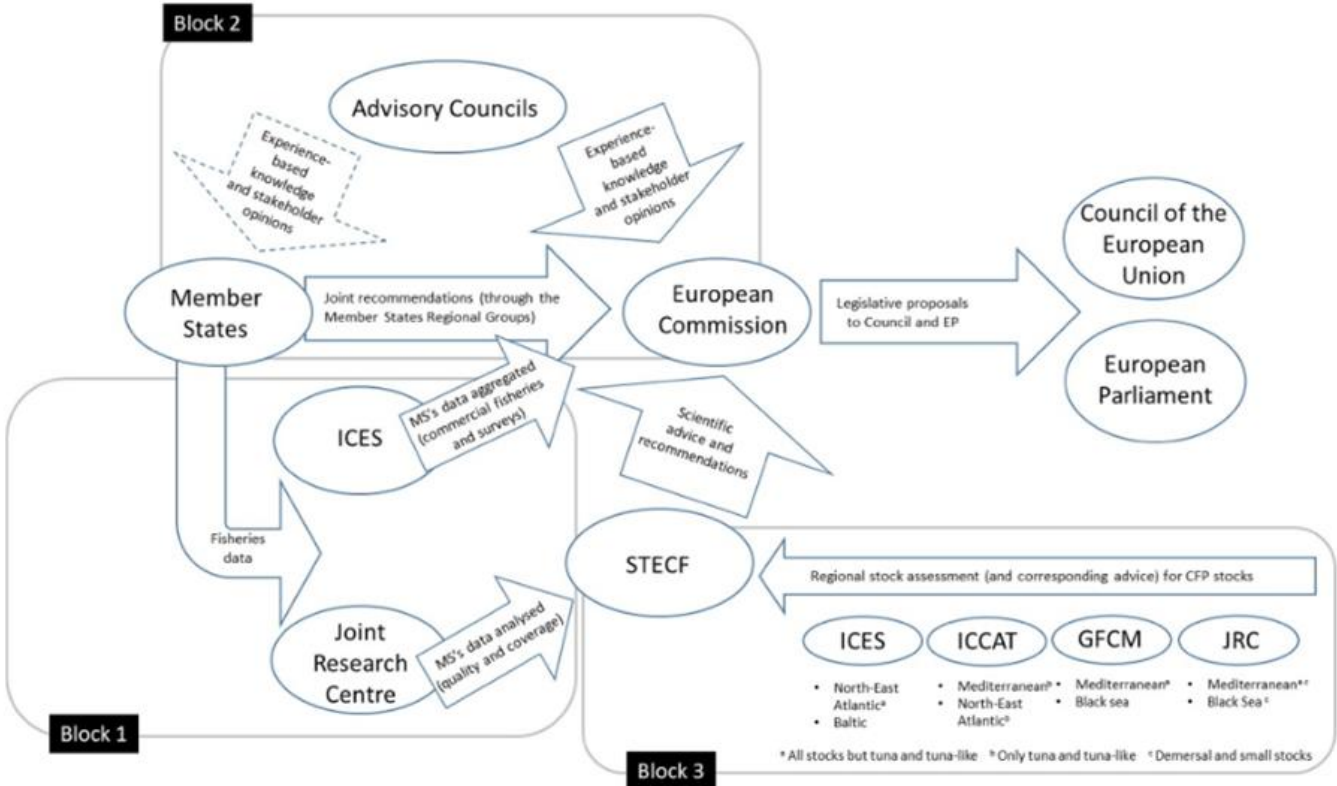 Block 2
Advisory Councils
Experience-
based
knowledge
and stakeholder
opinions
Experience-
based
knowledge
and stakeholder
opinions
Member
States
Joint recommendations (through the
Member States Regional Groups)
European
Commission
Legislative proposals
to Council and EP
Council of the
European
Union
European
Parliament
ICES
MS's data aggregated
(commercial fisheries
and surveys)
Scientific
advice and
recommendations
Fisheries
data
Joint
Research
Centre
MS's data analysed
(quality and coverage)
Block 1
STECF
Regional stock assessment (and corresponding advice) for CFP stocks
ICES
• North-East
Atlanticᵃ
• Baltic
ICCAT
• Mediterraneanᵇ
• North-East
Atlanticᵇ
GFCM
• Mediterraneanᵃ
• Black sea
JRC
• Mediterraneanᵃ·ᶜ
• Black Sea ᶜ
ᵃ All stocks but tuna and tuna-like ᵇ Only tuna and tuna-like ᶜ Demersal and small stocks
Block 3